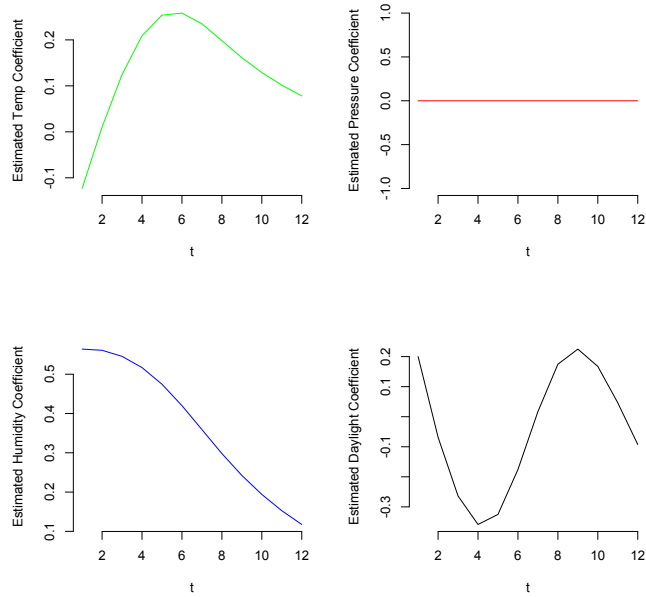 Estimated Temp Coefficient
-0.1 0.0 0.1 0.2
2 4 6 8 10 12
t
Estimated Pressure Coefficient
-1.0 -0.5 0.0 0.5 1.0
2 4 6 8 10 12
t
Estimated Humidity Coefficient
0.1 0.2 0.3 0.4 0.5
2 4 6 8 10 12
t
Estimated Daylight Coefficient
-0.3 -0.1 0.1 0.2
2 4 6 8 10 12
t